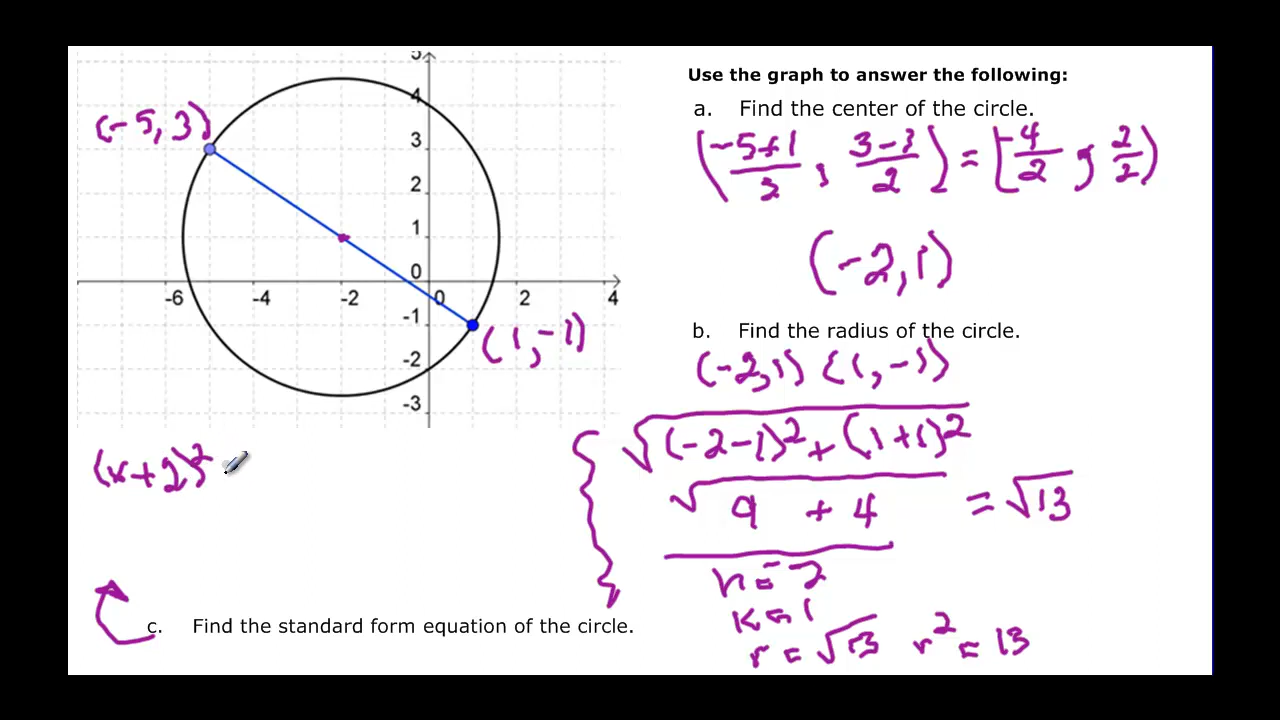 5
4
3
2
1
0
-6 -4 -2 0 2 4
-1
-2
-3
(-5, 3)
(1, -1)
(x+2)²
c. Find the standard form equation of the circle.
Use the graph to answer the following:
a. Find the center of the circle.
(-5+1/2, 3-1/2) = (-4/2, 2/2)
(-2, 1)
b. Find the radius of the circle.
(-2,1) (1,-1)
√(-2-1)²+(1+1)²
√9+4 = √13
h=-2
k=1
r=√13 r²=13